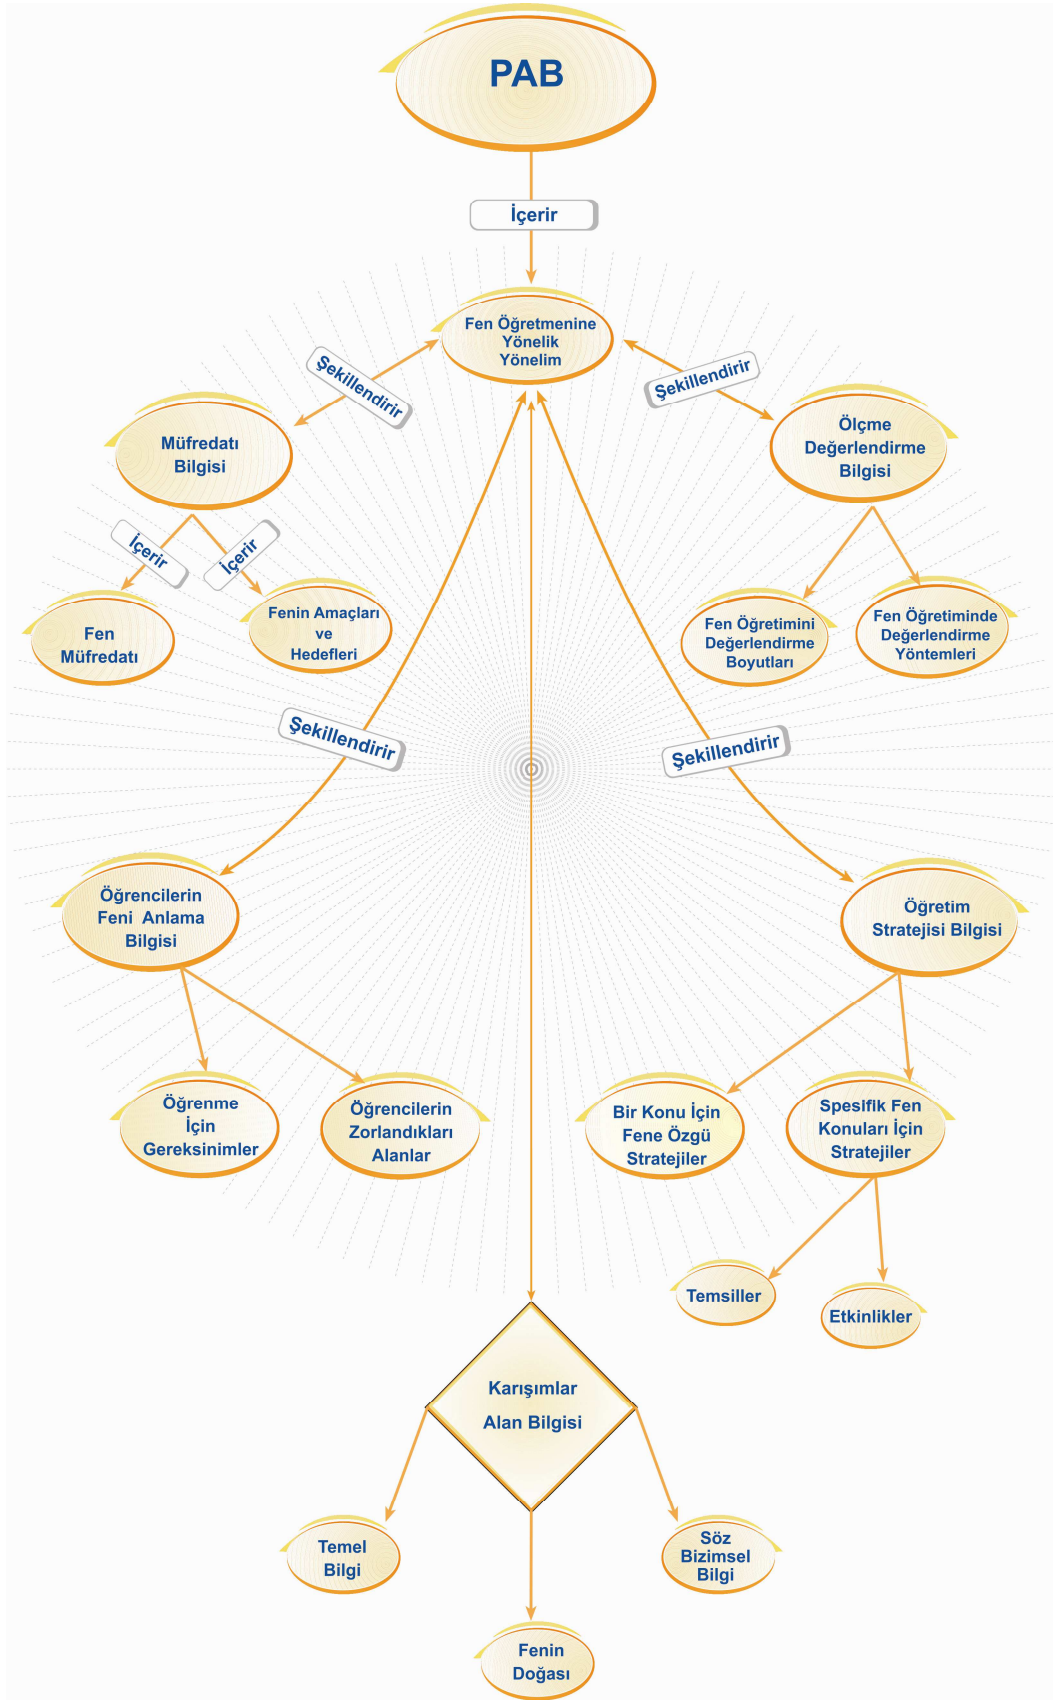 PAB
İçerir
Fen Öğretmenine
Yönelik
Yönelim
Şekillendirir
Şekillendirir
Müfredatı
Bilgisi
Ölçme
Değerlendirme
Bilgisi
İçerir
İçerir
Fen
Müfredatı
Fenin Amaçları
ve
Hedefleri
Fen Öğretimini
Değerlendirme
Boyutları
Fen Öğretiminde
Değerlendirme
Yöntemleri
Şekillendirir
Şekillendirir
Öğrencilerin
Feni Anlama
Bilgisi
Öğretim
Stratejisi Bilgisi
Öğrenme
İçin
Gereksinimler
Öğrencilerin
Zorlandıkları
Alanlar
Bir Konu İçin
Fene Özgü
Stratejiler
Spesifik Fen
Konuları İçin
Stratejiler
Temsiller
Etkinlikler
Karışımlar
Alan Bilgisi
Temel
Bilgi
Söz
Bizimsel
Bilgi
Fenin
Doğası